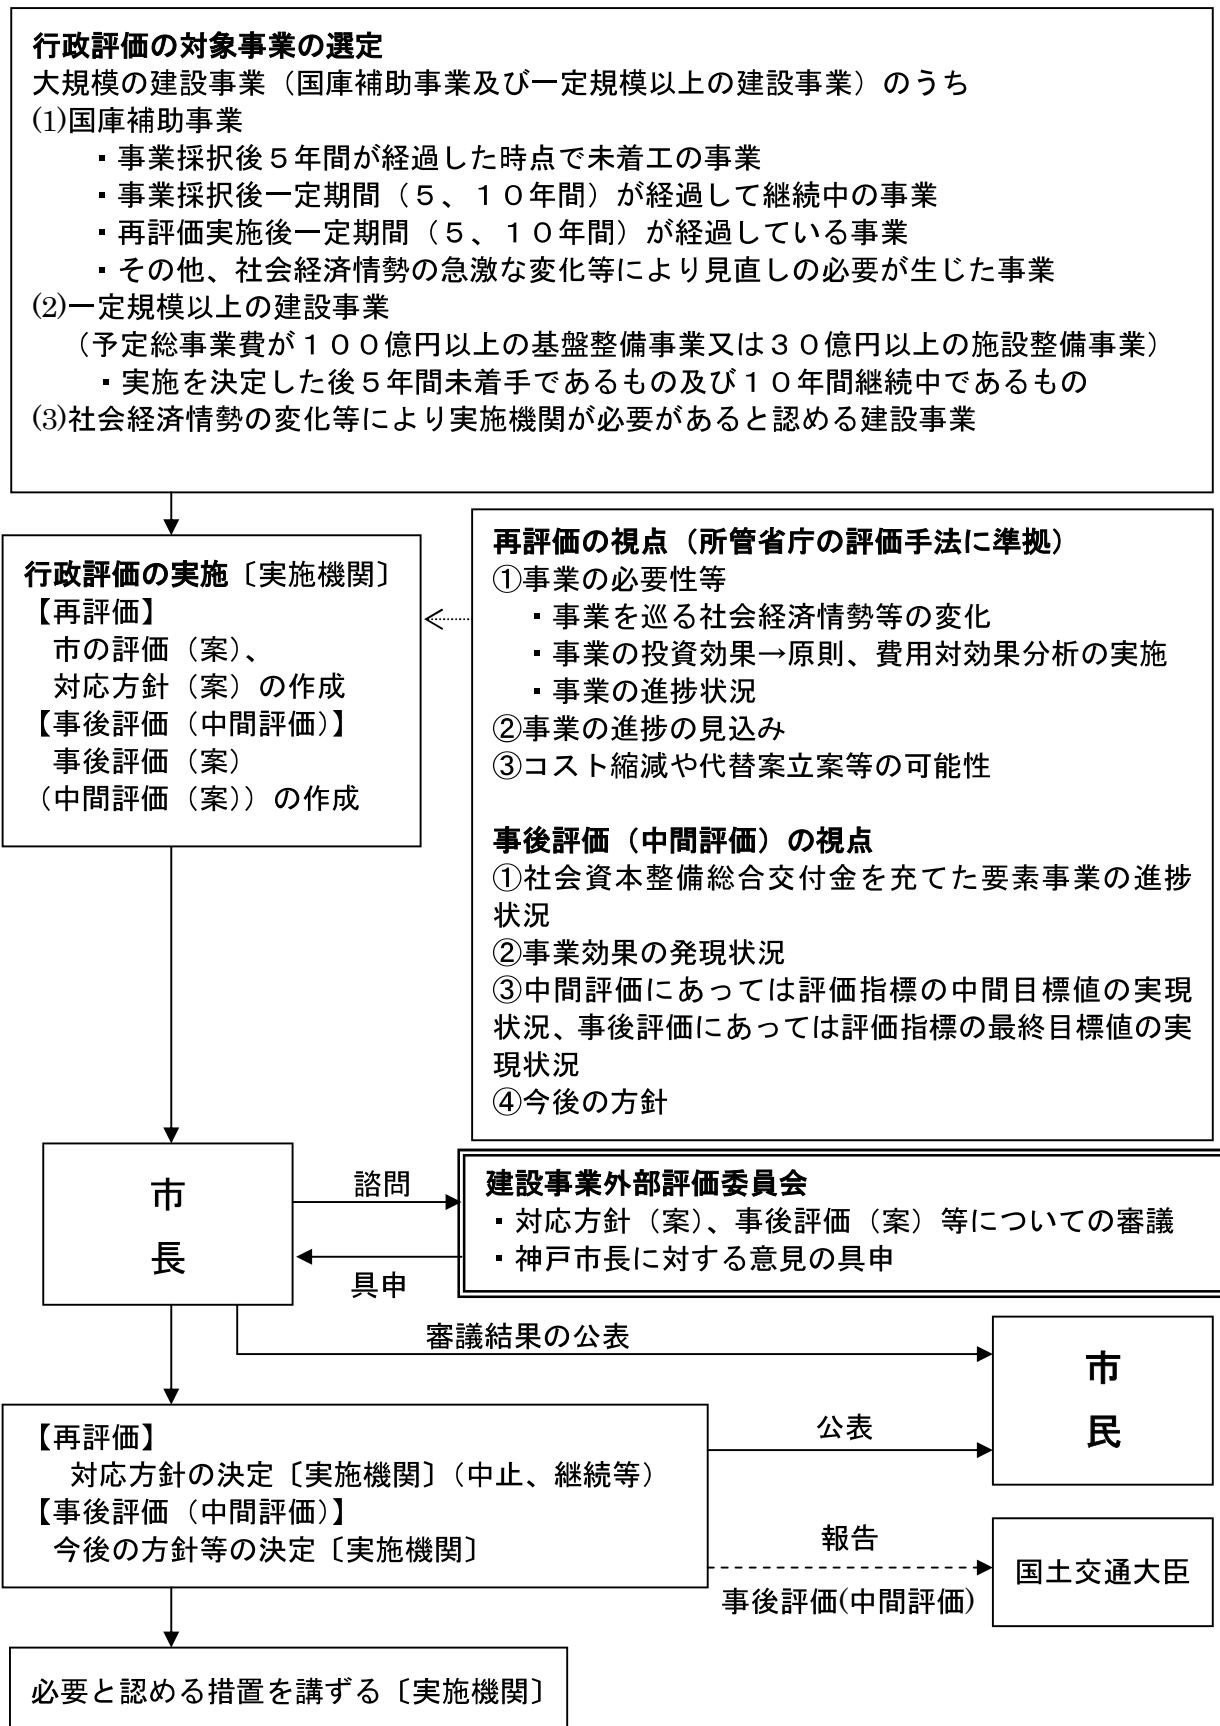 行政評価の対象事業の選定
大規模の建設事業（国庫補助事業及び一定規模以上の建設事業）のうち
(1)国庫補助事業
・事業採択後５年間が経過した時点で未着工の事業
・事業採択後一定期間（５、１０年間）が経過して継続中の事業
・再評価実施後一定期間（５、１０年間）が経過している事業
・その他、社会経済情勢の急激な変化等により見直しの必要が生じた事業
(2)一定規模以上の建設事業
（予定総事業費が１００億円以上の基盤整備事業又は３０億円以上の施設整備事業）
・実施を決定した後５年間未着手であるもの及び１０年間継続中であるもの
(3)社会経済情勢の変化等により実施機関が必要があると認める建設事業
行政評価の実施〔実施機関〕
【再評価】
市の評価（案）、
対応方針（案）の作成
【事後評価（中間評価）】
事後評価（案）
（中間評価（案））の作成
再評価の視点（所管省庁の評価手法に準拠）
①事業の必要性等
・事業を巡る社会経済情勢等の変化
・事業の投資効果→原則、費用対効果分析の実施
・事業の進捗状況
②事業の進捗の見込み
③コスト縮減や代替案立案等の可能性
事後評価（中間評価）の視点
①社会資本整備総合交付金を充てた要素事業の進捗
状況
②事業効果の発現状況
③中間評価にあっては評価指標の中間目標値の実現
状況、事後評価にあっては評価指標の最終目標値の実
現状況
④今後の方針
市
長
諮問
具申
建設事業外部評価委員会
・対応方針（案）、事後評価（案）等についての審議
・神戸市長に対する意見の具申
審議結果の公表
市
民
【再評価】
対応方針の決定〔実施機関〕（中止、継続等）
【事後評価（中間評価）】
今後の方針等の決定〔実施機関〕
公表
報告
事後評価(中間評価)
国土交通大臣
必要と認める措置を講ずる〔実施機関〕